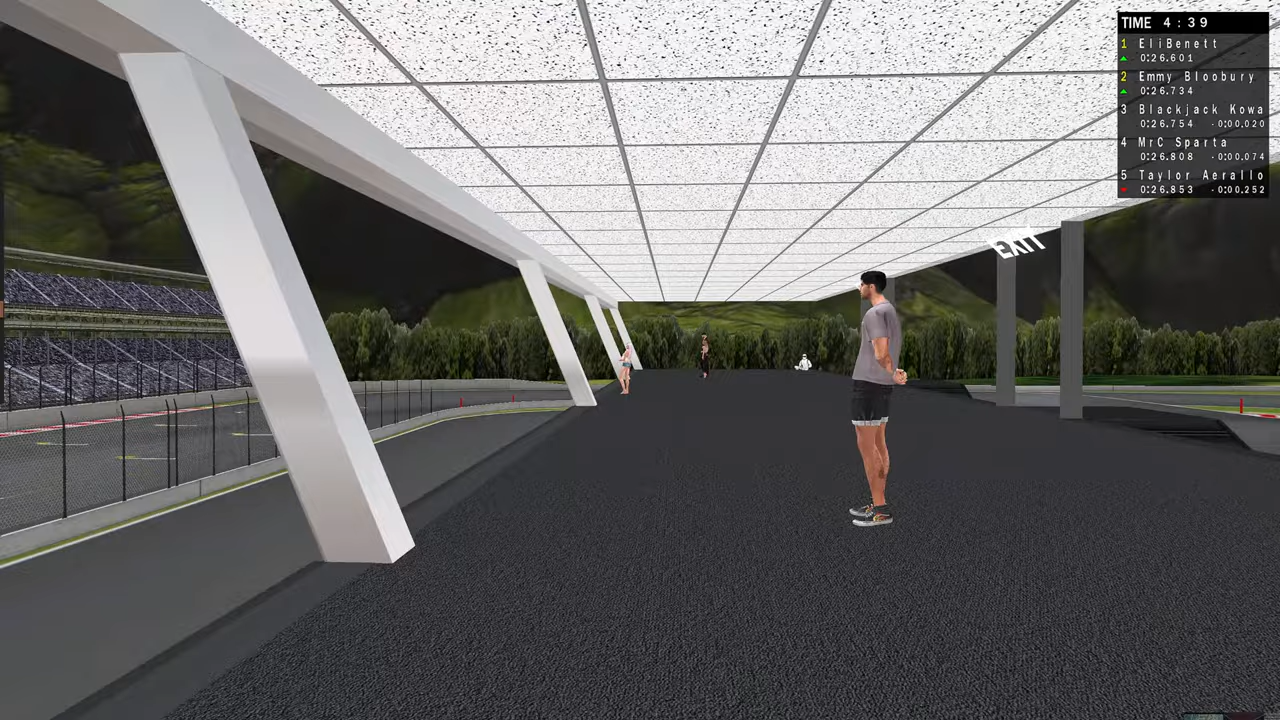 TIME 4:39
1 EliBenett
0:26.601
2 Emmy Bloobury
0:26.734
3 Blackjack Kowa
0:26.754 -0:00.020
4 MrC Sparta
0:26.808 -0:00.074
5 Taylor Aerallo
0:26.853 -0:00.252
EXIT